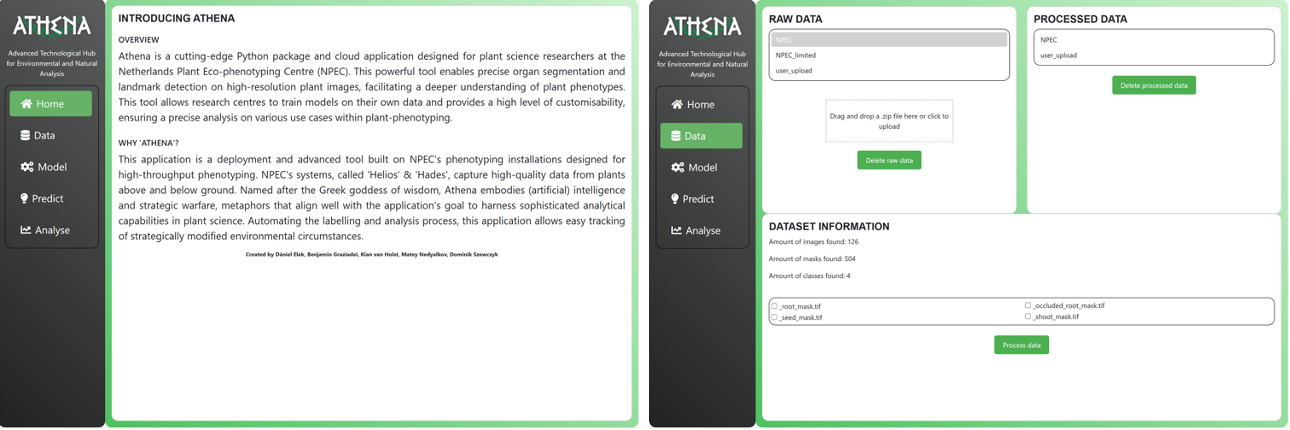 ATHENA
Advanced Technological Hub
for Environmental and Natural
Analysis
Home
Data
Model
Predict
Analyse
INTRODUCING ATHENA
OVERVIEW
Athena is a cutting-edge Python package and cloud application designed for plant science researchers at the
Netherlands Plant Eco-phenotyping Centre (NPEC). This powerful tool enables precise organ segmentation and
landmark detection on high-resolution plant images, facilitating a deeper understanding of plant phenotypes.
This tool allows research centres to train models on their own data and provides a high level of customisability,
ensuring a precise analysis on various use cases within plant-phenotyping.
WHY 'ATHENA'?
This application is a deployment and advanced tool built on NPEC's phenotyping installations designed for
high-throughput phenotyping. NPEC's systems, called 'Helios' & 'Hades', capture high-quality data from plants
above and below ground. Named after the Greek goddess of wisdom, Athena embodies (artificial) intelligence
and strategic warfare, metaphors that align well with the application's goal to harness sophisticated analytical
capabilities in plant science. Automating the labelling and analysis process, this application allows easy tracking
of strategically modified environmental circumstances.
Created by Dániel Elek, Benjamin Graziadei, Kian van Holst, Matey Nedyalkov, Dominik Szewczyk
ATHENA
Advanced Technological Hub
for Environmental and Natural
Analysis
Home
Data
Model
Predict
Analyse
RAW DATA
NPEC
NPEC_limited
user_upload
Drag and drop a .zip file here or click to
upload
Delete raw data
PROCESSED DATA
NPEC
user_upload
Delete processed data
DATASET INFORMATION
Amount of images found: 126
Amount of masks found: 504
Amount of classes found: 4
_root_mask.tif
_occluded_root_mask.tif
_seed_mask.tif
_shoot_mask.tif
Process data